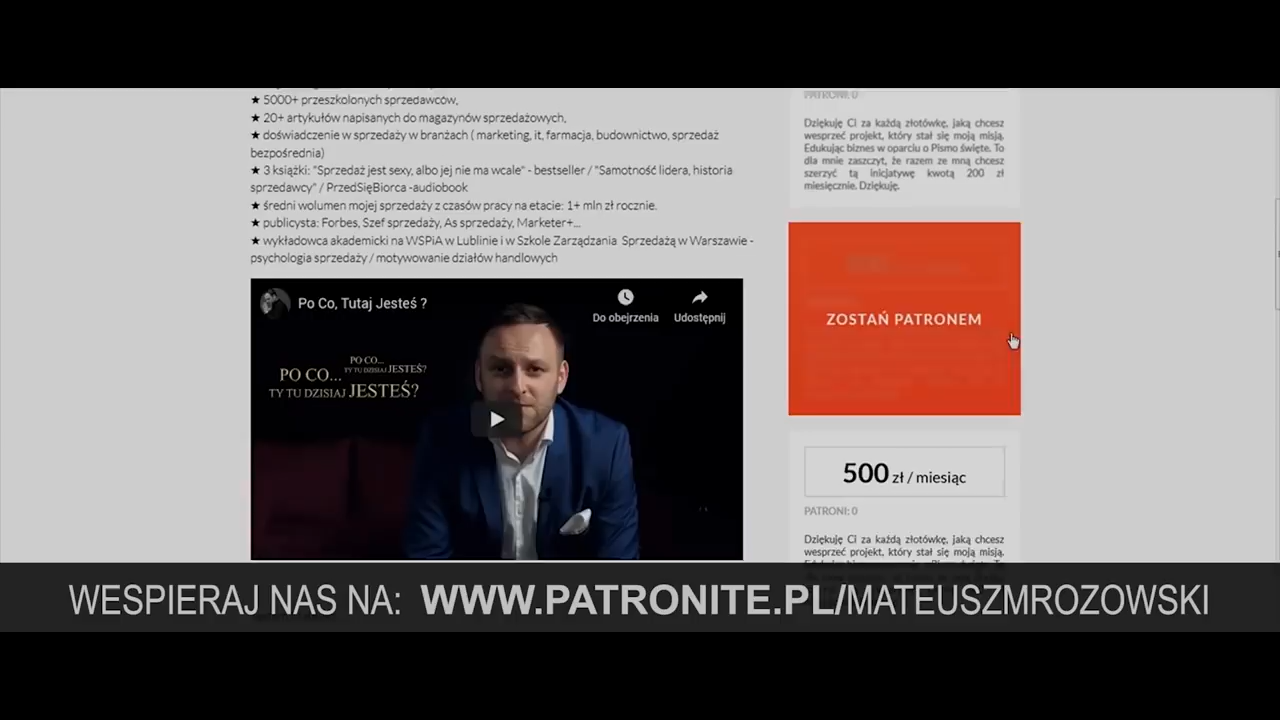 ★ 5000+ przeszkolonych sprzedawców,
★ 20+ artykułów napisanych do magazynów sprzedażowych,
★ doświadczenie w sprzedaży w branżach ( marketing, it, farmacja, budownictwo, sprzedaż
bezpośrednia)
★ 3 książki: "Sprzedaż jest sexy, albo jej nie ma wcale" - bestseller / "Samotność lidera, historia
sprzedawcy" / PrzedSięBiorca -audiobook
★ średni wolumen mojej sprzedaży z czasów pracy na etacie: 1+ mln zł rocznie.
★ publicysta: Forbes, Szef sprzedaży, As sprzedaży, Marketer+...
★ wykładowca akademicki na WSPiA w Lublinie i w Szkole Zarządzania Sprzedażą w Warszawie -
psychologia sprzedaży / motywowanie działów handlowych
Po Co, Tutaj Jesteś ?
Do obejrzenia
Udostępnij
PO CO...
TY TU DZISIAJ JESTEŚ?
PO CO...
TY TU DZISIAJ JESTEŚ?
PATRONI: 0
Dziękuję Ci za każdą złotówkę, jaką chcesz
wesprzeć projekt, który stał się moją misją.
Edukując biznes w oparciu o Pismo święte. To
dla mnie zaszczyt, że razem ze mną chcesz
szerzyć tą inicjatywę kwotą 200 zł
miesięcznie. Dziękuję.
ZOSTAŃ PATRONEM
500 zł / miesiąc
PATRONI: 0
Dziękuję Ci za każdą złotówkę, jaką chcesz
wesprzeć projekt, który stał się moją misją.
WESPIERAJ NAS NA: WWW.PATRONITE.PL/MATEUSZMROZOWSKI